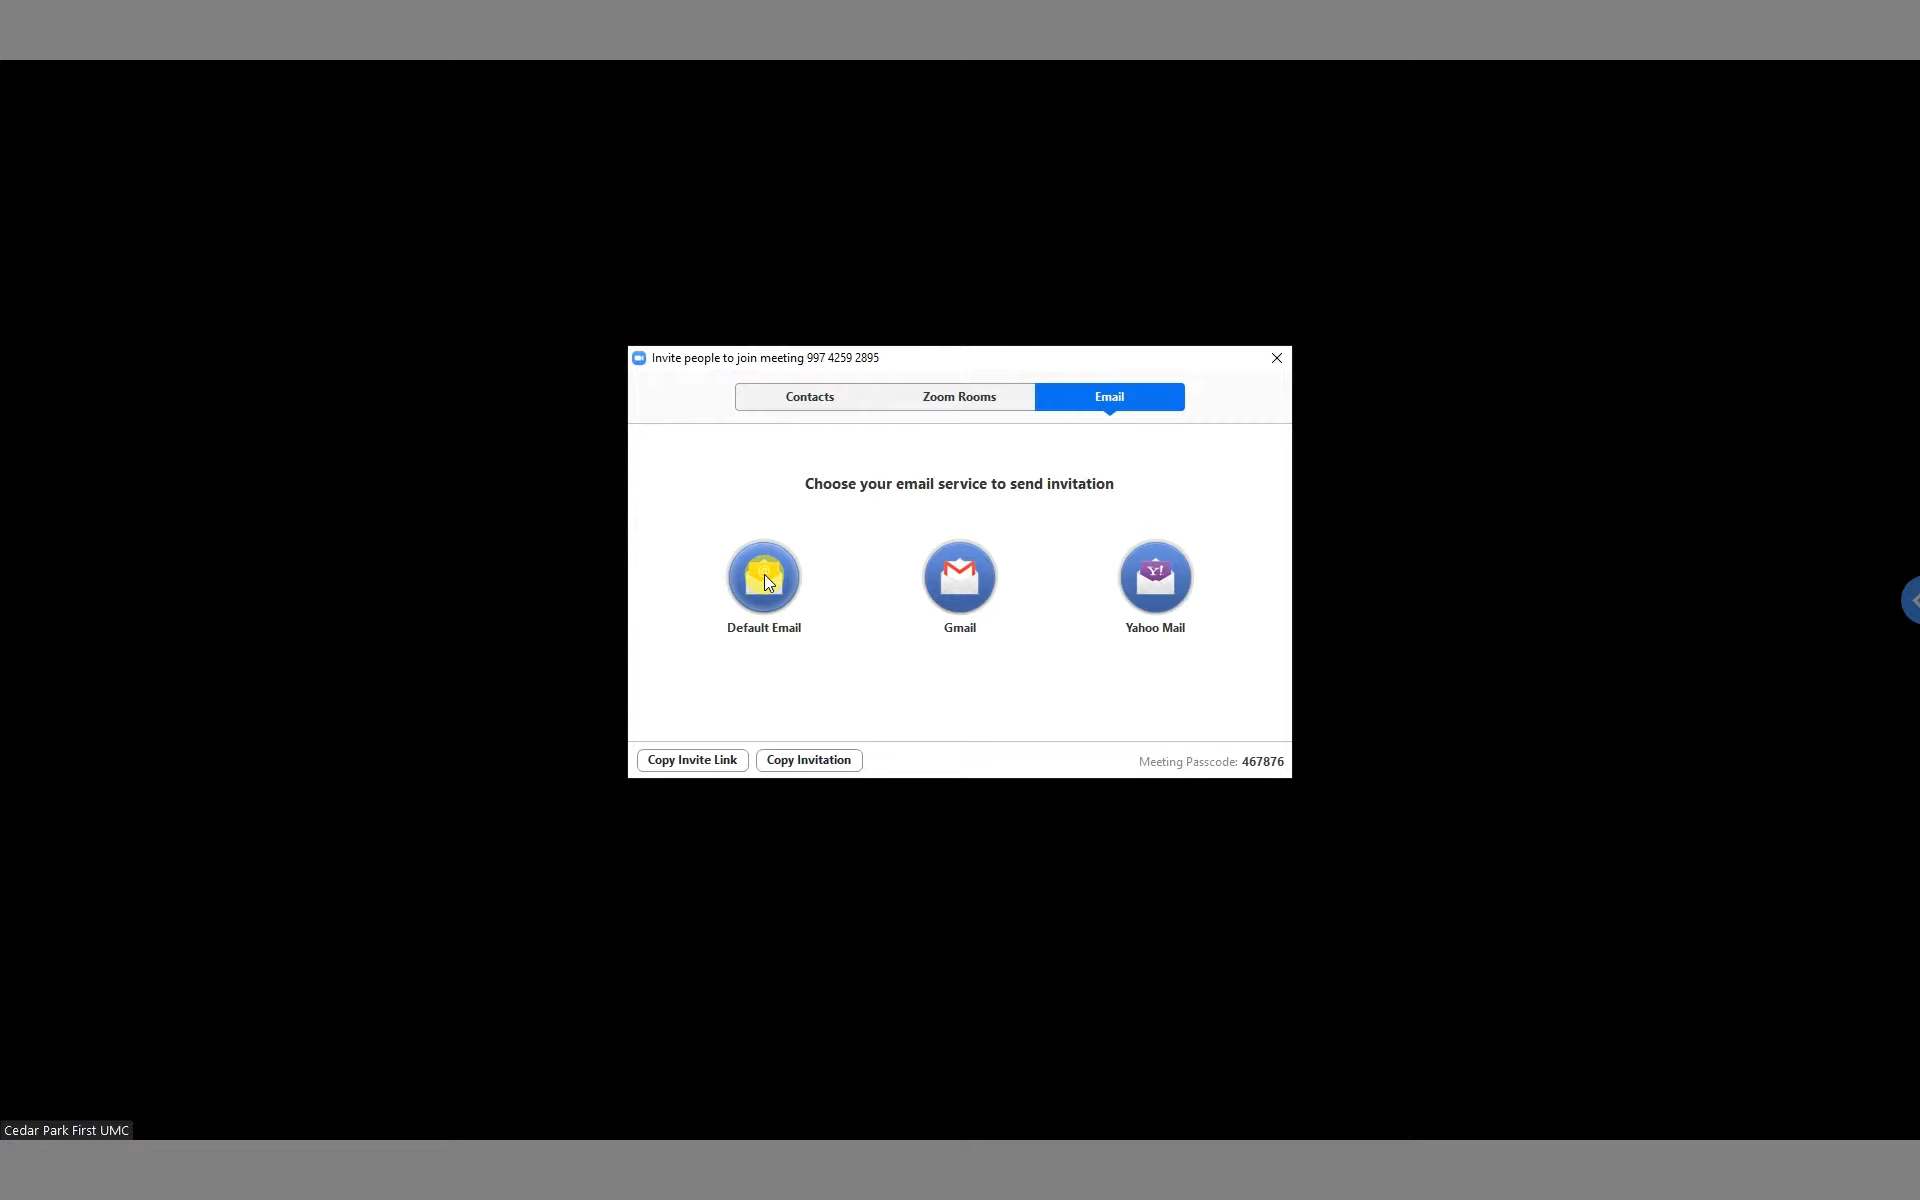 Invite people to join meeting 997 4259 2895
Contacts
Zoom Rooms
Email
Choose your email service to send invitation
@
Y!
Default Email
Gmail
Yahoo Mail
Copy Invite Link
Copy Invitation
Meeting Passcode: 467876
Cedar Park First UMC